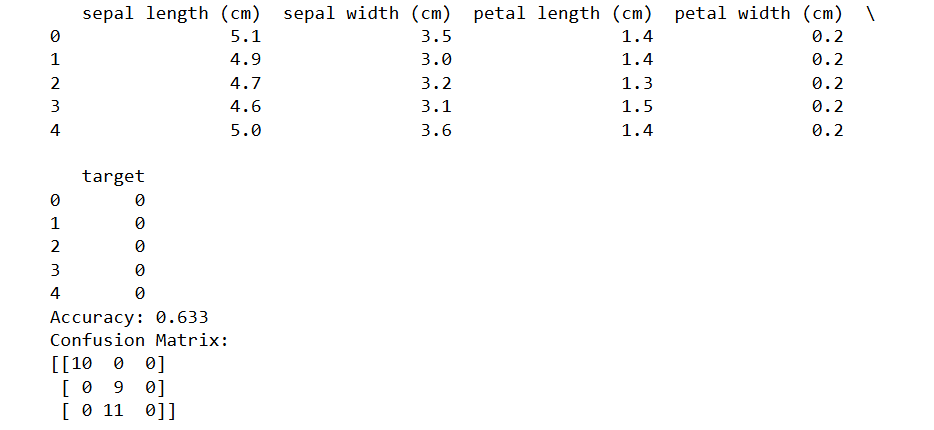 sepal length (cm)  sepal width (cm)  petal length (cm)  petal width (cm)  \
0                5.1               3.5                1.4               0.2
1                4.9               3.0                1.4               0.2
2                4.7               3.2                1.3               0.2
3                4.6               3.1                1.5               0.2
4                5.0               3.6                1.4               0.2
   target
0       0
1       0
2       0
3       0
4       0
Accuracy: 0.633
Confusion Matrix:
[[10  0  0]
 [ 0  9  0]
 [ 0 11  0]]